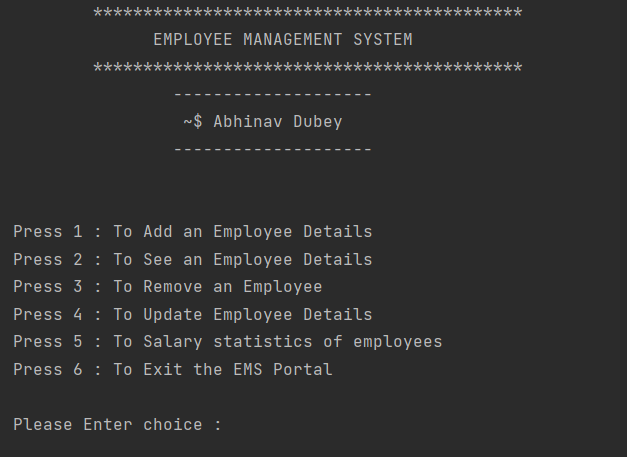 *******************************************
EMPLOYEE MANAGEMENT SYSTEM
*******************************************
--------------------
~$ Abhinav Dubey
--------------------
Press 1 : To Add an Employee Details
Press 2 : To See an Employee Details
Press 3 : To Remove an Employee
Press 4 : To Update Employee Details
Press 5 : To Salary statistics of employees
Press 6 : To Exit the EMS Portal
Please Enter choice :